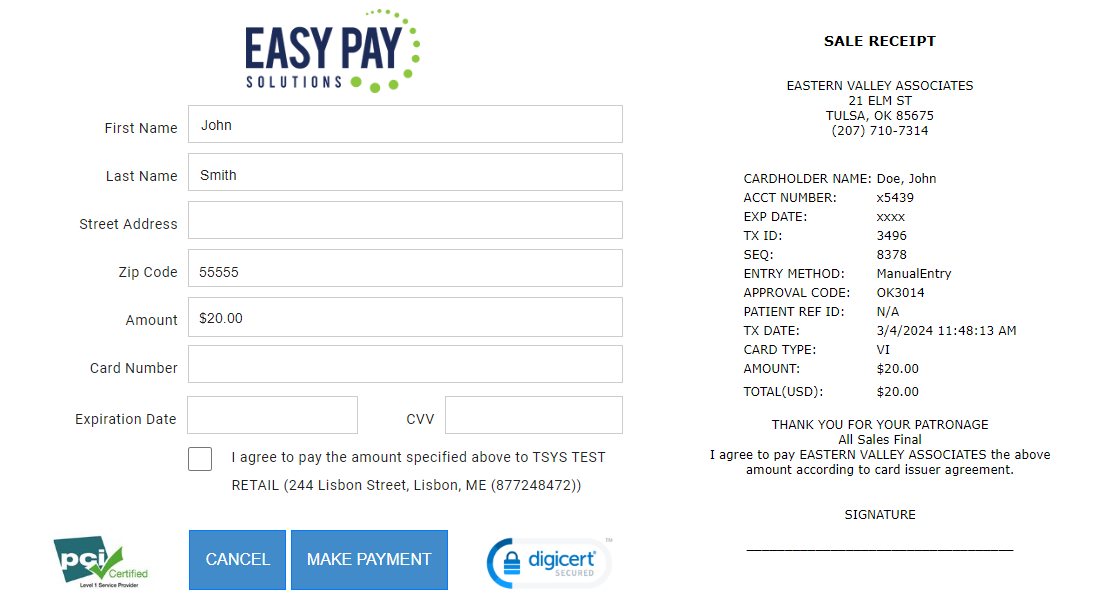 EASY PAY
SOLUTIONS
First Name John
Last Name Smith
Street Address
Zip Code 55555
Amount $20.00
Card Number
Expiration Date CVV
I agree to pay the amount specified above to TSYS TEST
RETAIL (244 Lisbon Street, Lisbon, ME (877248472))
pci Certified
Level 1 Service Provider
CANCEL
MAKE PAYMENT
digicert™
SECURED
SALE RECEIPT
EASTERN VALLEY ASSOCIATES
21 ELM ST
TULSA, OK 85675
(207) 710-7314
CARDHOLDER NAME: Doe, John
ACCT NUMBER: x5439
EXP DATE: xxxx
TX ID: 3496
SEQ: 8378
ENTRY METHOD: ManualEntry
APPROVAL CODE: OK3014
PATIENT REF ID: N/A
TX DATE: 3/4/2024 11:48:13 AM
CARD TYPE: VI
AMOUNT: $20.00
TOTAL(USD): $20.00
THANK YOU FOR YOUR PATRONAGE
All Sales Final
I agree to pay EASTERN VALLEY ASSOCIATES the above
amount according to card issuer agreement.
SIGNATURE